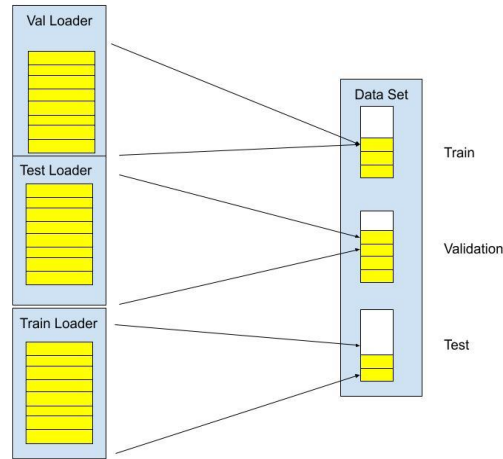 Val Loader
Test Loader
Train Loader
Data Set
Train
Validation
Test